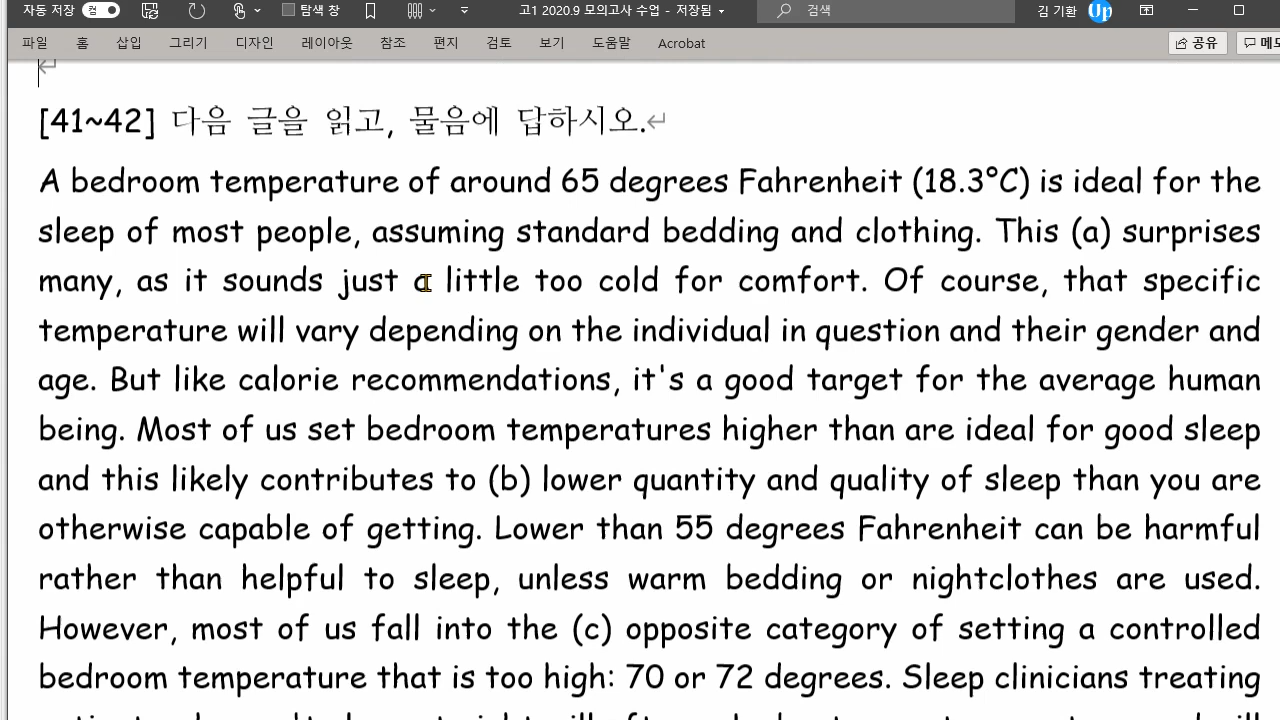 자동 저장 컴 탐색 창 고1 2020.9 모의고사 수업 - 저장됨 검색 김 기환 Up
파일 홈 삽입 그리기 디자인 레이아웃 참조 편지 검토 보기 도움말 Acrobat 공유 메모
[41~42] 다음 글을 읽고, 물음에 답하시오.
A bedroom temperature of around 65 degrees Fahrenheit (18.3°C) is ideal for the
sleep of most people, assuming standard bedding and clothing. This (a) surprises
many, as it sounds just a little too cold for comfort. Of course, that specific
temperature will vary depending on the individual in question and their gender and
age. But like calorie recommendations, it's a good target for the average human
being. Most of us set bedroom temperatures higher than are ideal for good sleep
and this likely contributes to (b) lower quantity and quality of sleep than you are
otherwise capable of getting. Lower than 55 degrees Fahrenheit can be harmful
rather than helpful to sleep, unless warm bedding or nightclothes are used.
However, most of us fall into the (c) opposite category of setting a controlled
bedroom temperature that is too high: 70 or 72 degrees. Sleep clinicians treating